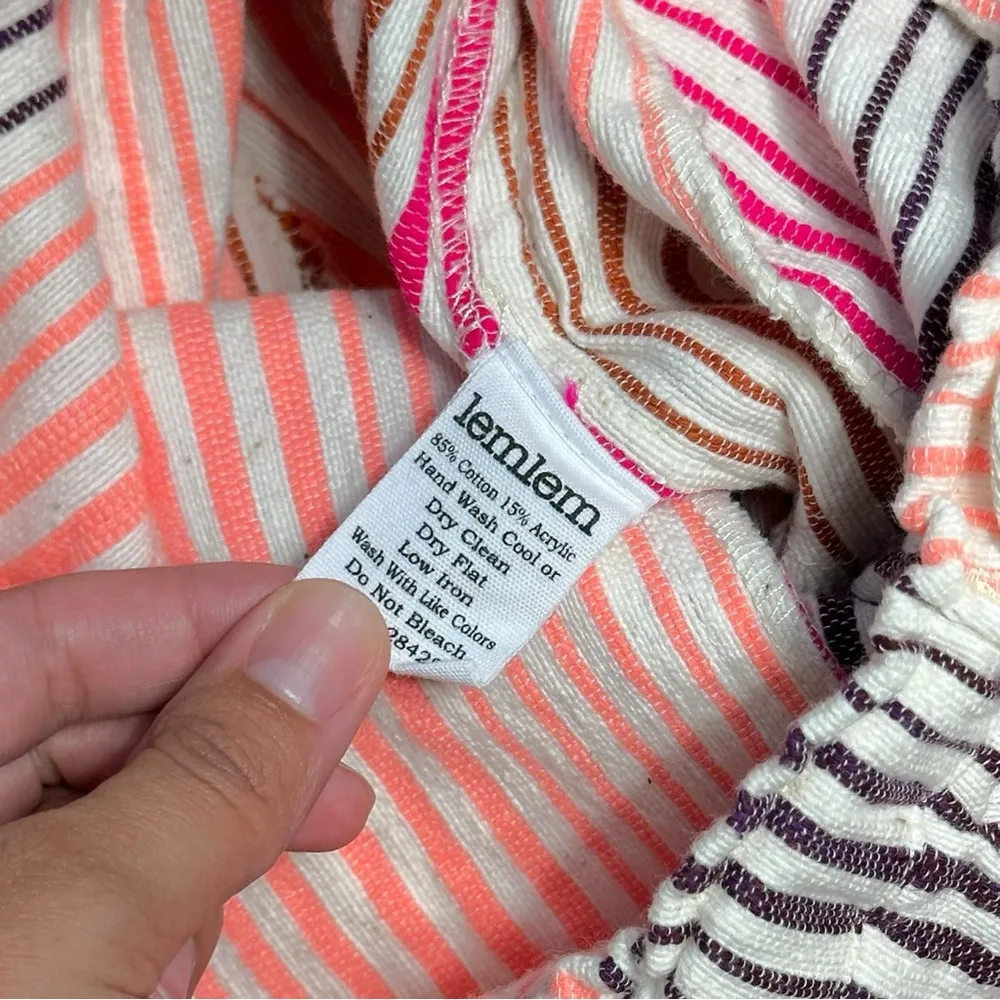 lemlem
85% Cotton 15% Acrylic
Hand Wash Cool or
Dry Clean
Dry Flat
Low Iron
Wash With Like Colors
Do Not Bleach